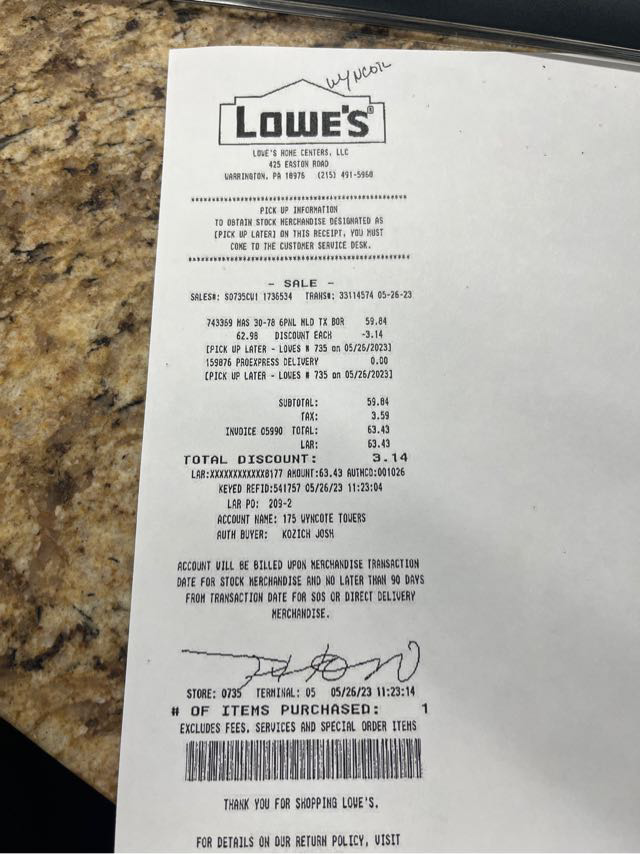 LOWE'S®
LOWE'S HOME CENTERS, LLC
425 EASTON ROAD
WARRINGTON, PA 18976 (215) 491-5960
PICK UP INFORMATION
TO OBTAIN STOCK MERCHANDISE DESIGNATED AS
[PICK UP LATER] ON THIS RECEIPT, YOU MUST
COME TO THE CUSTOMER SERVICE DESK.
- SALE -
SALES#: S0735CW1 1736534 TRANS#: 33114574 05-26-23
743369 MAS 30-78 6PNL MLD TX BOR 59.84
62.98 DISCOUNT EACH -3.14
[PICK UP LATER - LOWES # 735 on 05/26/2023]
159876 PROEXPRESS DELIVERY 0.00
[PICK UP LATER - LOWES # 735 on 05/26/2023]
SUBTOTAL: 59.84
TAX: 3.59
INVOICE 05990 TOTAL: 63.43
LAR: 63.43
TOTAL DISCOUNT: 3.14
LAR:XXXXXXXXXXXX8177 AMOUNT:63.43 AUTHCD:001026
KEYED REFID:541757 05/26/23 11:23:04
LAR PO: 209-2
ACCOUNT NAME: 175 WYNCOTE TOWERS
AUTH BUYER: KOZICH JOSH
ACCOUNT WILL BE BILLED UPON MERCHANDISE TRANSACTION
DATE FOR STOCK MERCHANDISE AND NO LATER THAN 90 DAYS
FROM TRANSACTION DATE FOR SOS OR DIRECT DELIVERY
MERCHANDISE.
STORE: 0735 TERMINAL: 05 05/26/23 11:23:14
# OF ITEMS PURCHASED: 1
EXCLUDES FEES, SERVICES AND SPECIAL ORDER ITEMS
THANK YOU FOR SHOPPING LOWE'S.
FOR DETAILS ON OUR RETURN POLICY, VISIT